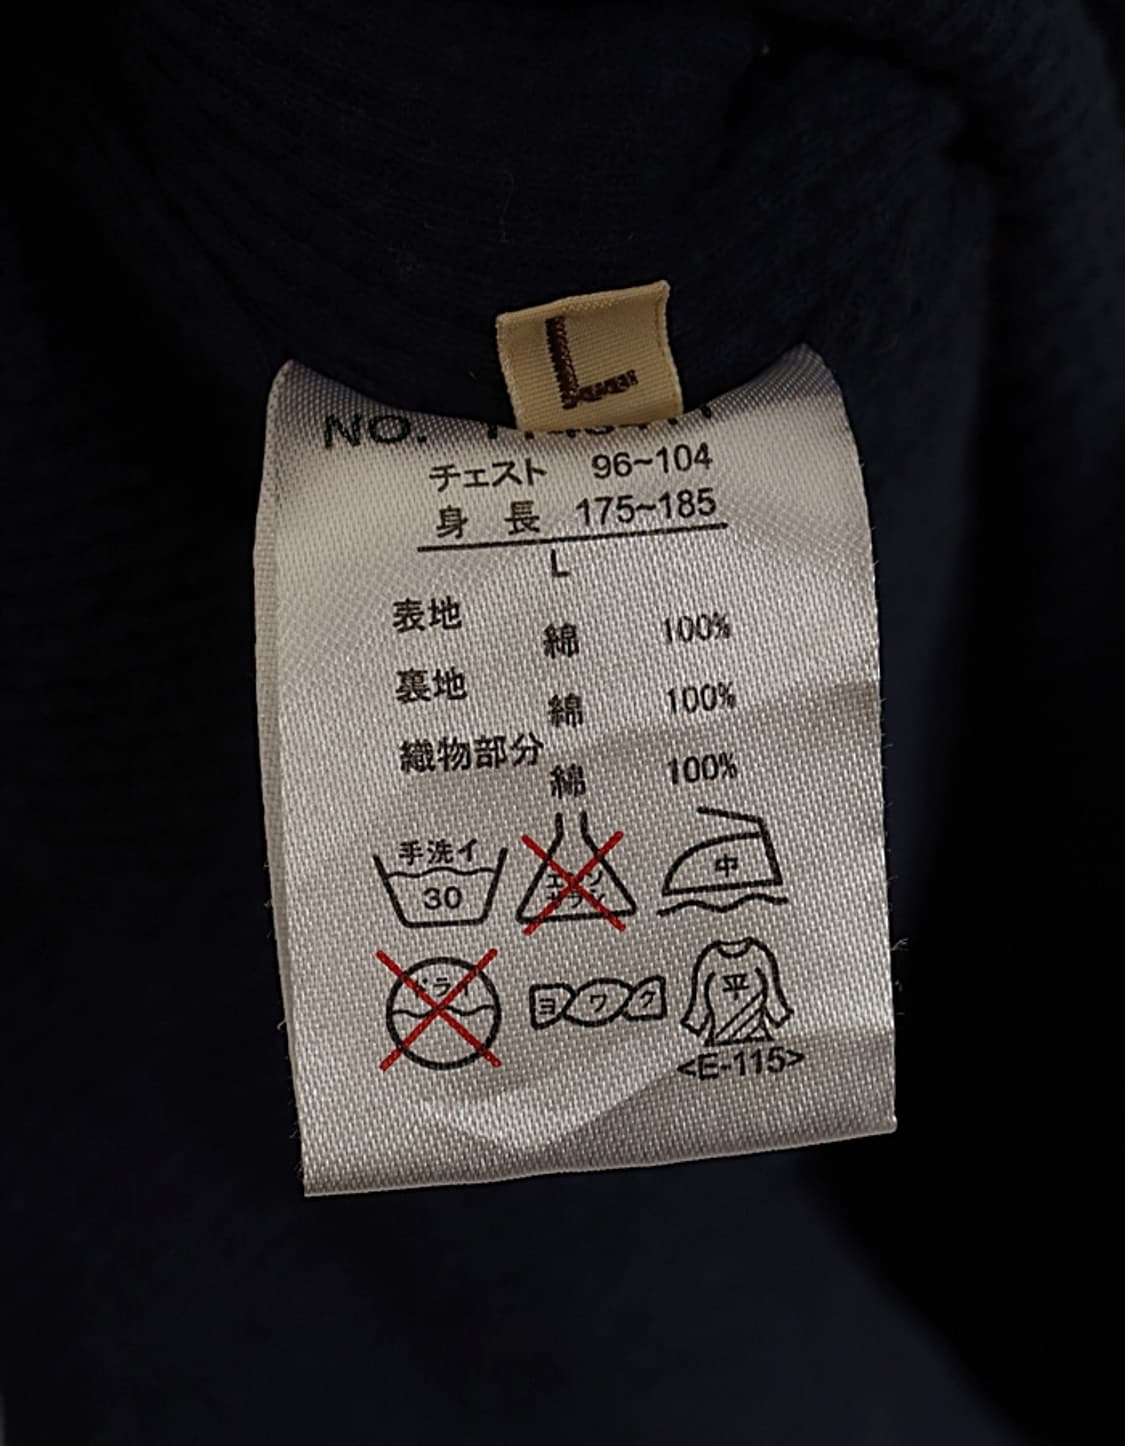 L
NO.
チェスト 96~104
身 長 175~185
L
表地
綿 100%
裏地
綿 100%
織物部分
綿 100%
手洗イ
30
中
ヨワク
平
<E-115>